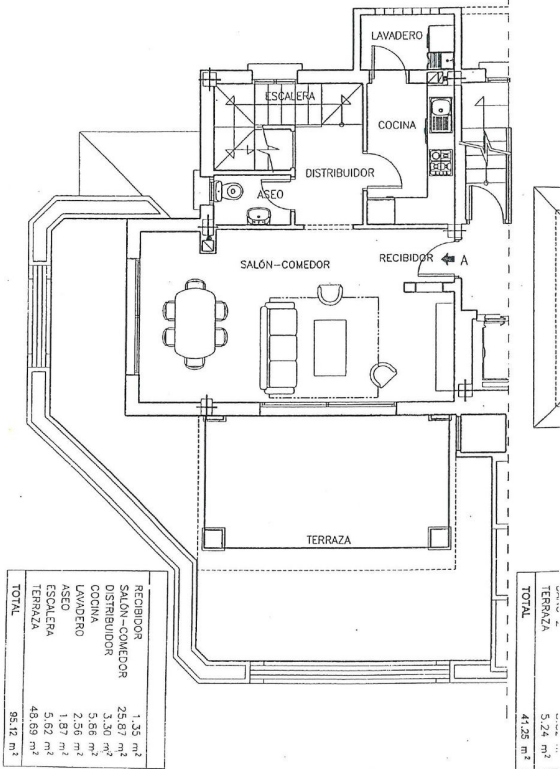 LAVADERO
ESCALERA
COCINA
DISTRIBUIDOR
ASEO
SALÓN-COMEDOR
RECIBIDOR
A
TERRAZA
RECIBIDOR 1.35 m²
SALÓN-COMEDOR 25.87 m²
DISTRIBUIDOR 3.30 m²
COCINA 5.86 m²
LAVADERO 2.56 m²
ASEO 1.87 m²
ESCALERA 5.62 m²
TERRAZA 48.69 m²
TOTAL 95.12 m²
TERRAZA 5.24 m²
TOTAL 41.25 m²